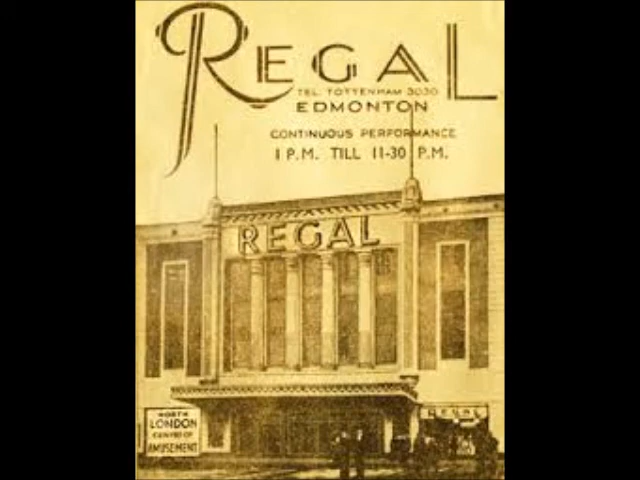 REGAL
TEL. TOTTENHAM 3030
EDMONTON
CONTINUOUS PERFORMANCE
1 P.M. TILL 11-30 P.M.
REGAL
REGAL
NORTH
LONDON
CENTRE OF
AMUSEMENT